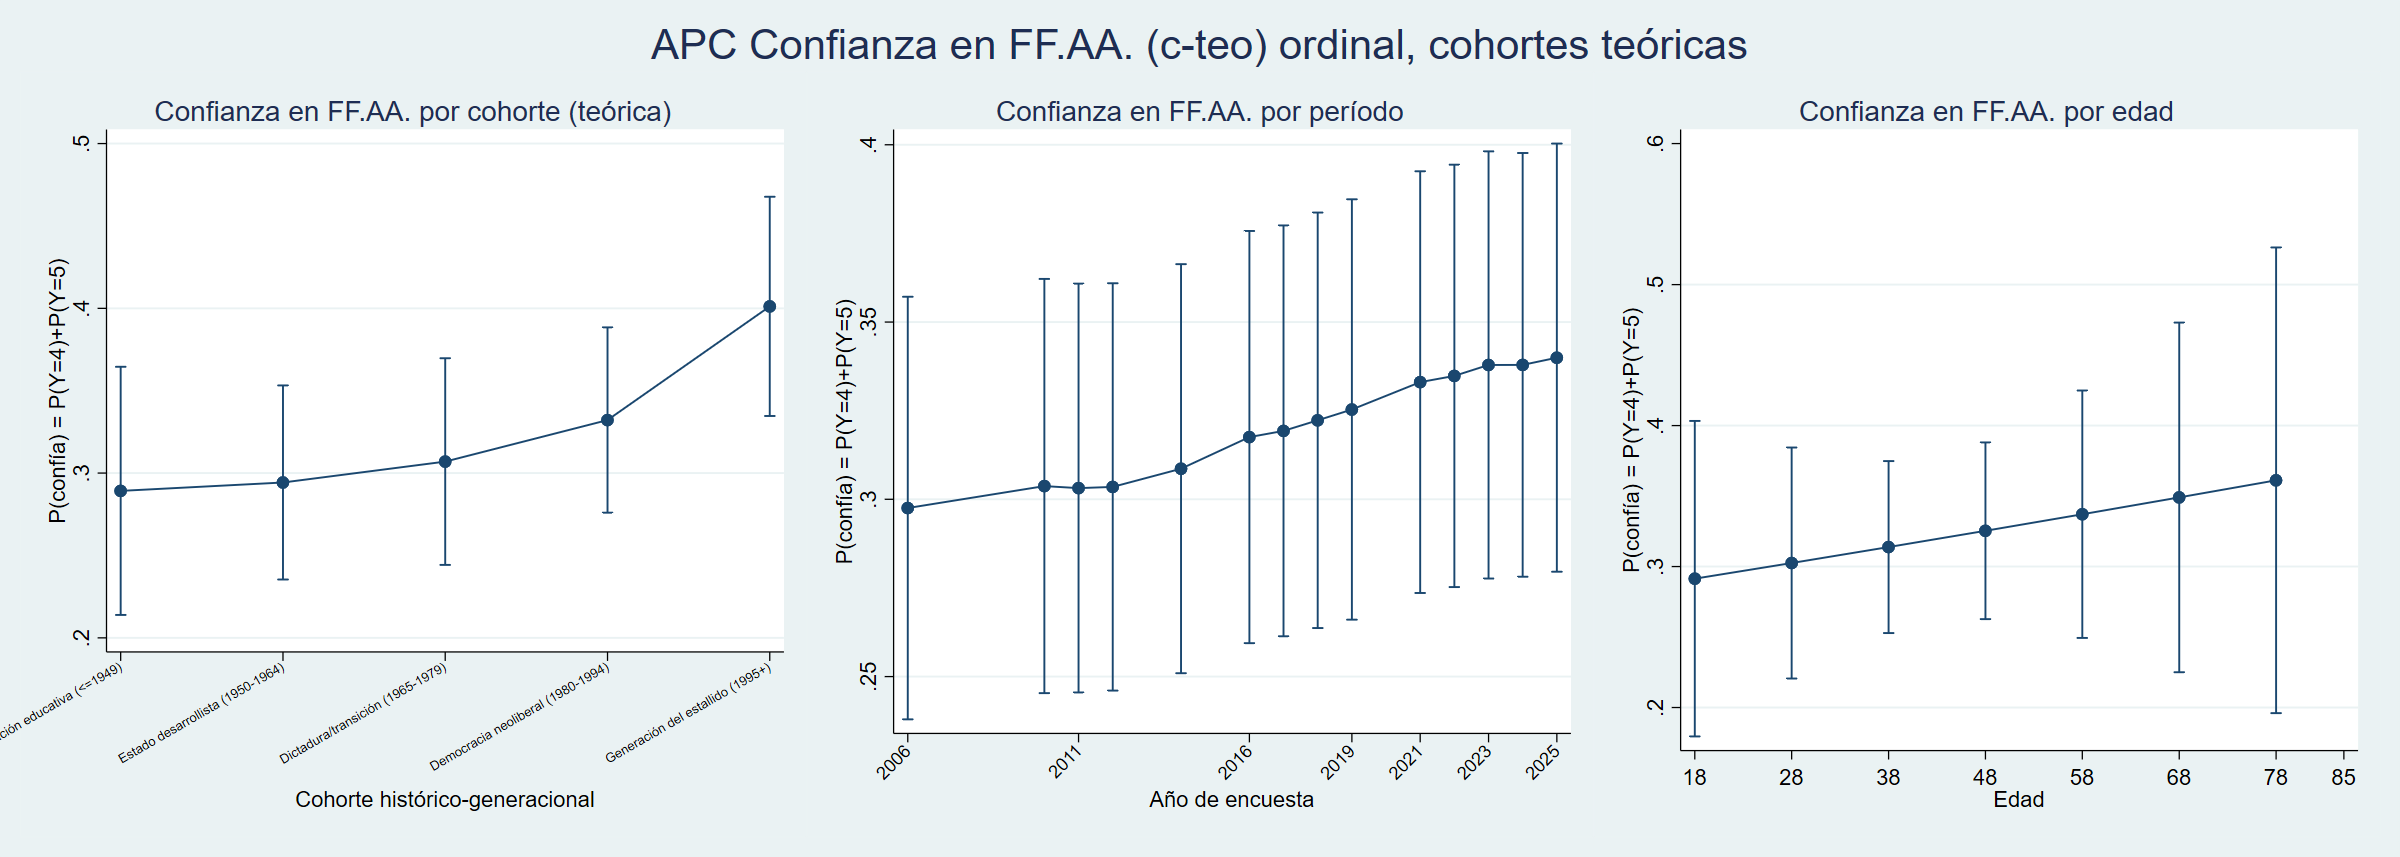 APC Confianza en FF.AA. (c-teo) ordinal, cohortes teóricas
Confianza en FF.AA. por cohorte (teórica)
P(confía) = P(Y=4)+P(Y=5)
.5
.4
.3
.2
ción educativa (<=1949)
Estado desarrollista (1950-1964)
Dictadura/transición (1965-1979)
Democracia neoliberal (1980-1994)
Generación del estallido (1995+)
Cohorte histórico-generacional
Confianza en FF.AA. por período
P(confía) = P(Y=4)+P(Y=5)
.4
.35
.3
.25
2006
2011
2016
2019
2021
2023
2025
Año de encuesta
Confianza en FF.AA. por edad
P(confía) = P(Y=4)+P(Y=5)
.6
.5
.4
.3
.2
18 28 38 48 58 68 78 85
Edad